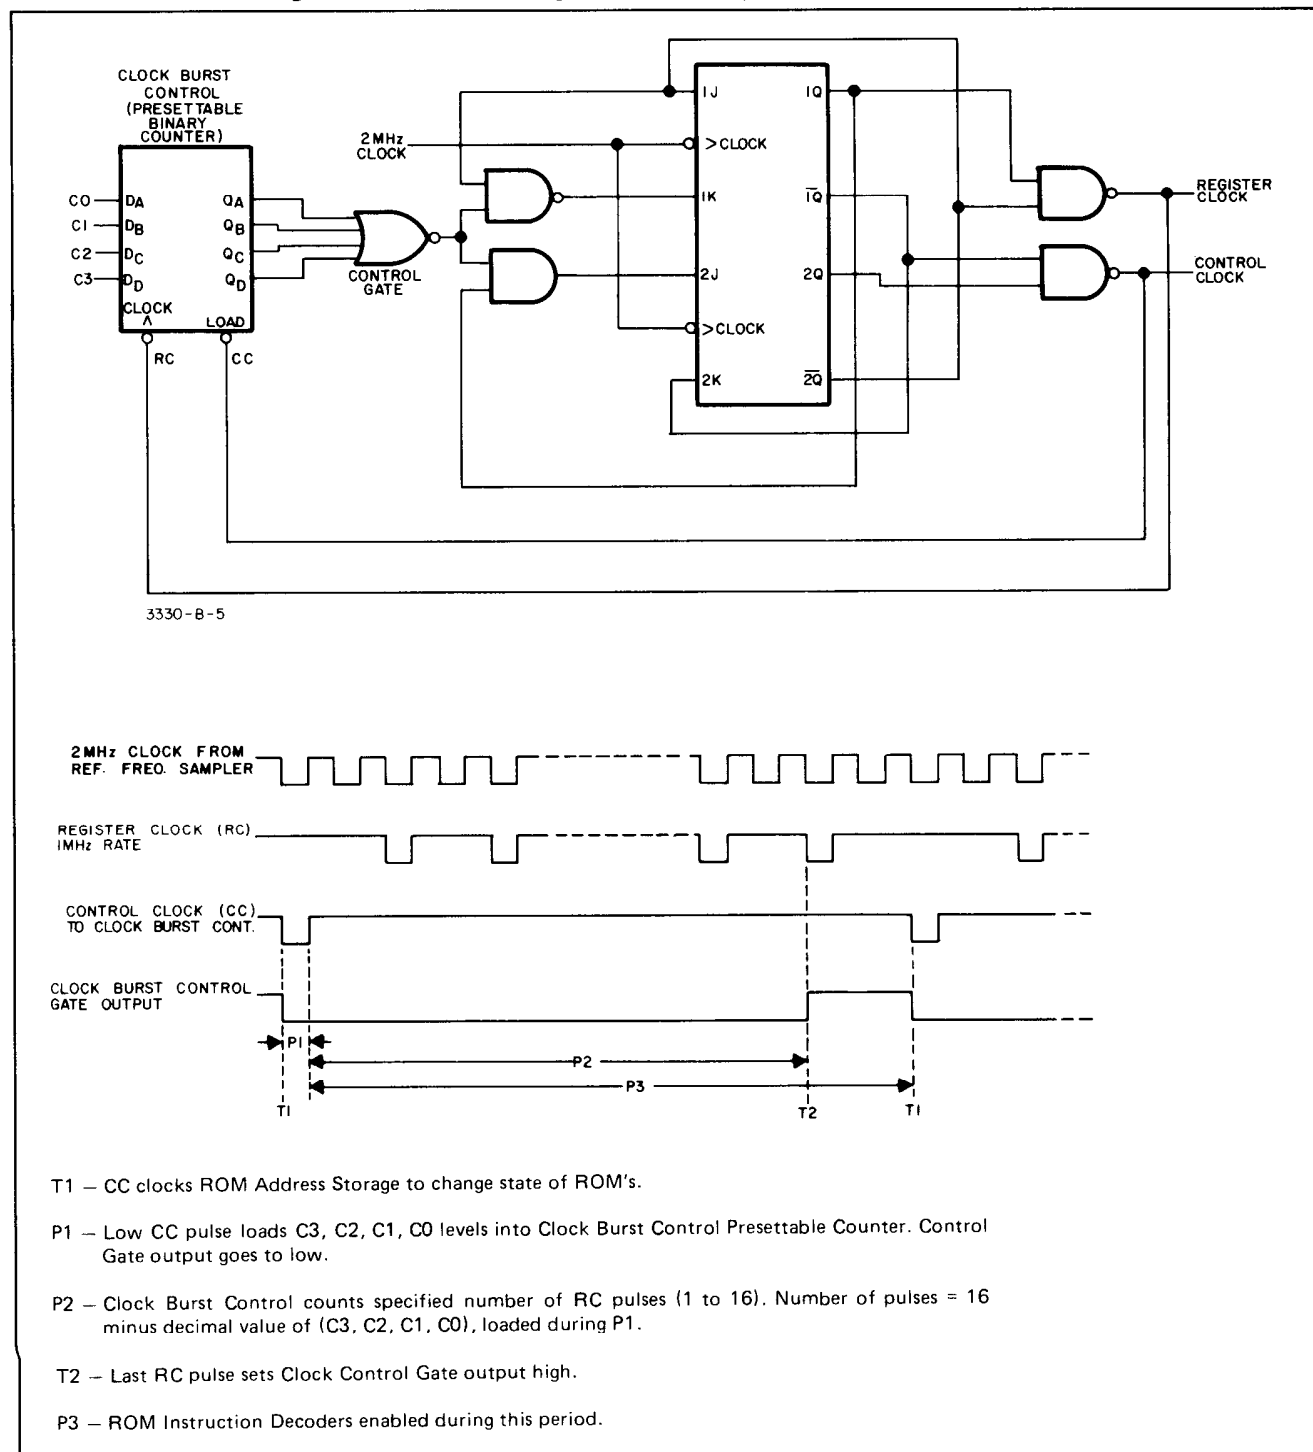 CLOCK BURST
CONTROL
(PRESETTABLE
BINARY
COUNTER)
C0
C1
C2
C3
DA
DB
DC
DD
QA
QB
QC
QD
CLOCK
LOAD
RC
CC
CONTROL
GATE
2MHz
CLOCK
1J
>CLOCK
1K
2J
>CLOCK
2K
1Q
1Q
2Q
2Q
REGISTER
CLOCK
CONTROL
CLOCK
3330-B-5
2MHz CLOCK FROM
REF. FREQ. SAMPLER
REGISTER CLOCK (RC)
1MHz RATE
CONTROL CLOCK (CC)
TO CLOCK BURST CONT.
CLOCK BURST CONTROL
GATE OUTPUT
P1
P2
P3
T1
T2
T1
T1 – CC clocks ROM Address Storage to change state of ROM's.
P1 – Low CC pulse loads C3, C2, C1, C0 levels into Clock Burst Control Presettable Counter. Control
Gate output goes to low.
P2 – Clock Burst Control counts specified number of RC pulses (1 to 16). Number of pulses = 16
minus decimal value of (C3, C2, C1, C0), loaded during P1.
T2 – Last RC pulse sets Clock Control Gate output high.
P3 – ROM Instruction Decoders enabled during this period.